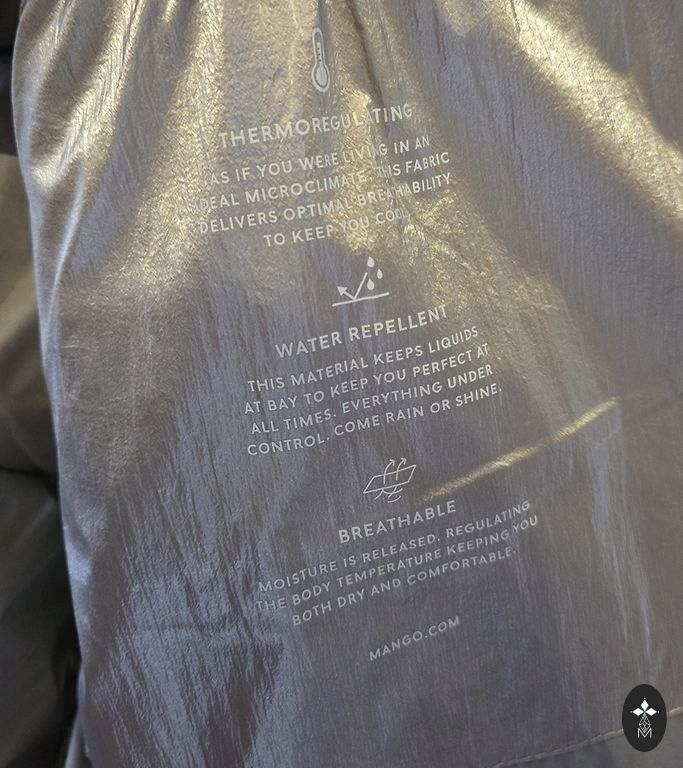 THERMOREGULATING
AS IF YOU WERE LIVING IN AN
IDEAL MICROCLIMATE, THIS FABRIC
DELIVERS OPTIMAL BREATHABILITY
TO KEEP YOU COOL.
WATER REPELLENT
THIS MATERIAL KEEPS LIQUIDS
AT BAY TO KEEP YOU PERFECT AT
ALL TIMES. EVERYTHING UNDER
CONTROL, COME RAIN OR SHINE.
BREATHABLE
MOISTURE IS RELEASED, REGULATING
THE BODY TEMPERATURE KEEPING YOU
BOTH DRY AND COMFORTABLE.
MANGO.COM
M